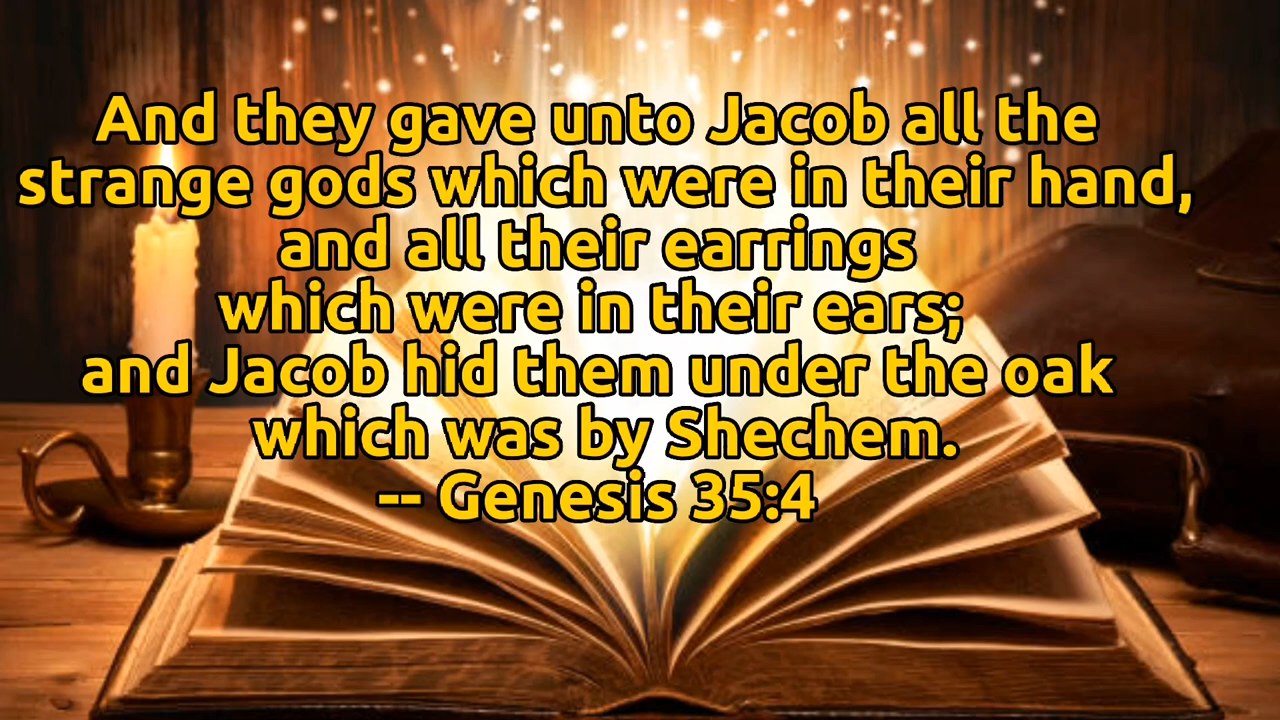 And they gave unto Jacob all the
strange gods which were in their hand,
and all their earrings
which were in their ears;
and Jacob hid them under the oak
which was by Shechem.
-- Genesis 35:4